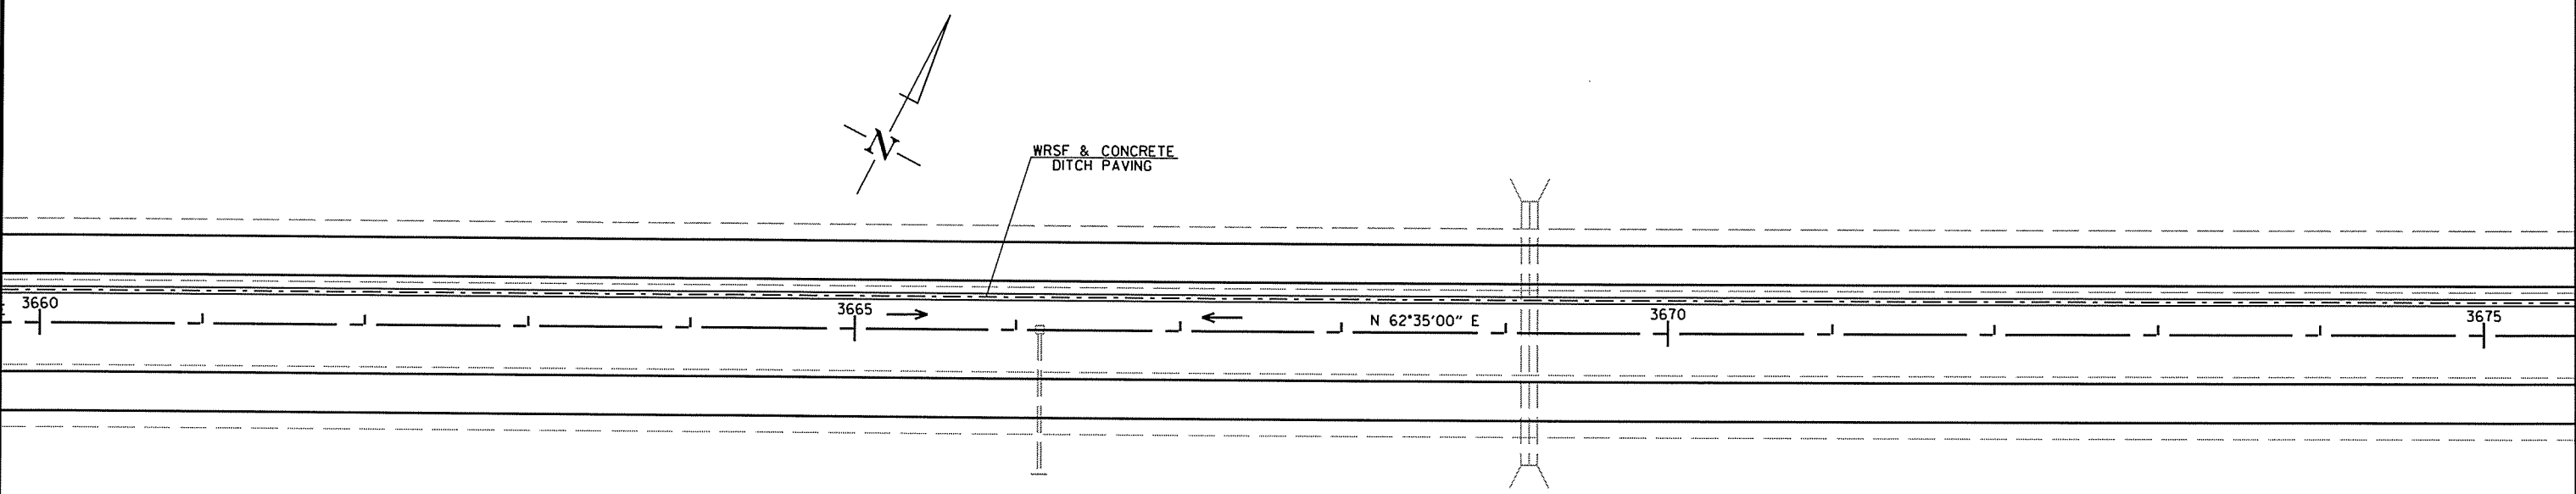 N
WRSF & CONCRETE
DITCH PAVING
3660
3665
N 62°35'00" E
3670
3675